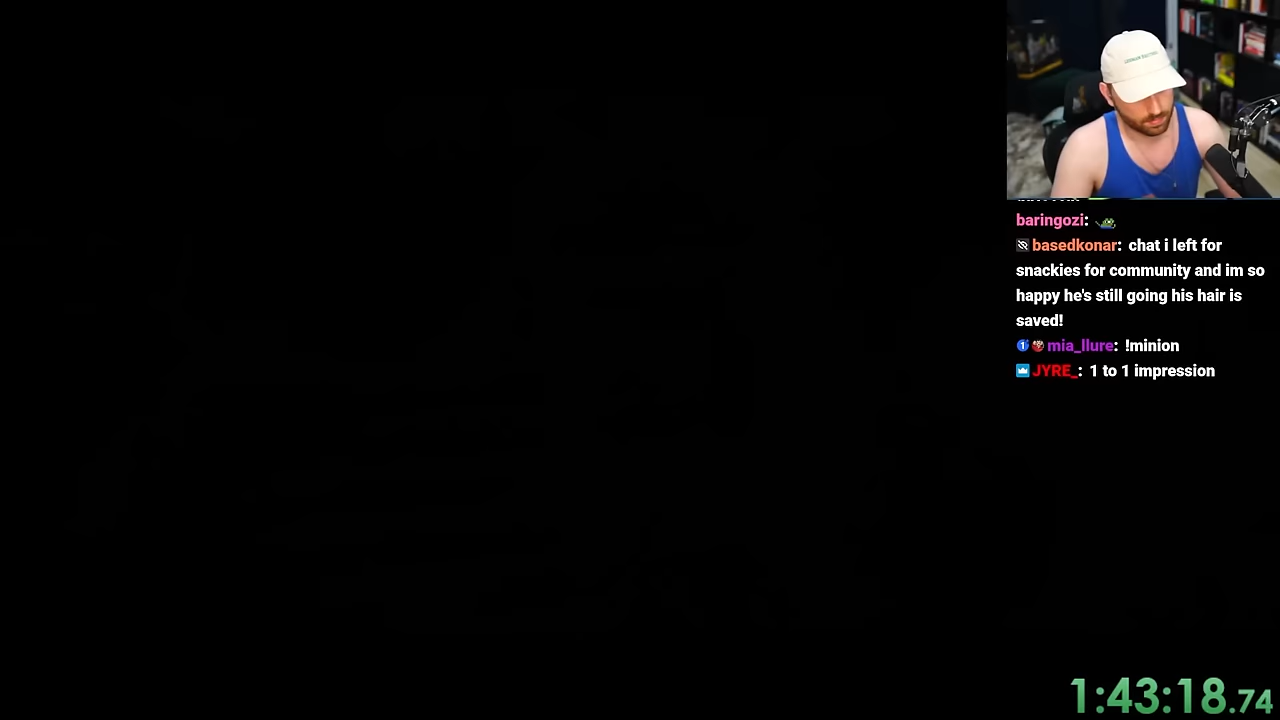 baringozi:
basedkonar: chat i left for
snackies for community and im so
happy he's still going his hair is
saved!
mia_llure: !minion
JYRE_: 1 to 1 impression
1:43:18.74